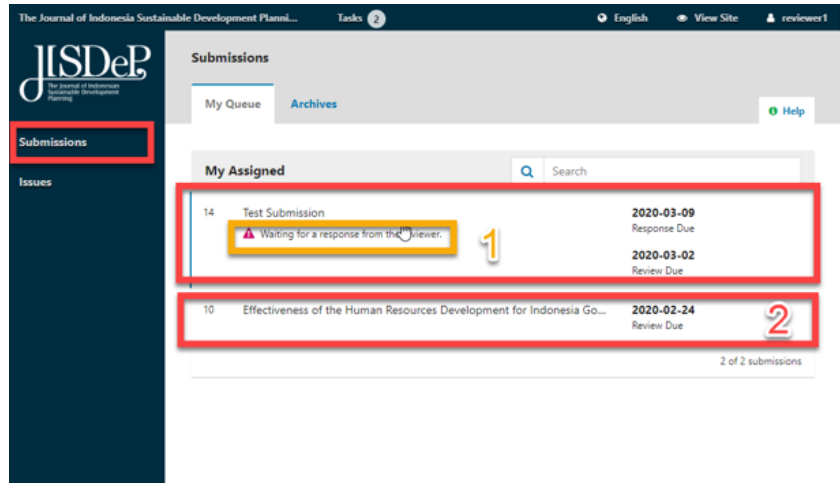 The Journal of Indonesia Sustainable Development Planni... Tasks 2 English View Site reviewer1
JISDeP
The Journal of Indonesian
Sustainable Development
Planning
Submissions
My Queue Archives
Help
Submissions
Issues
My Assigned Search
14 Test Submission 2020-03-09
Waiting for a response from the viewer. Response Due
1
2020-03-02
Review Due
10 Effectiveness of the Human Resources Development for Indonesia Go... 2020-02-24
Review Due
2
2 of 2 submissions